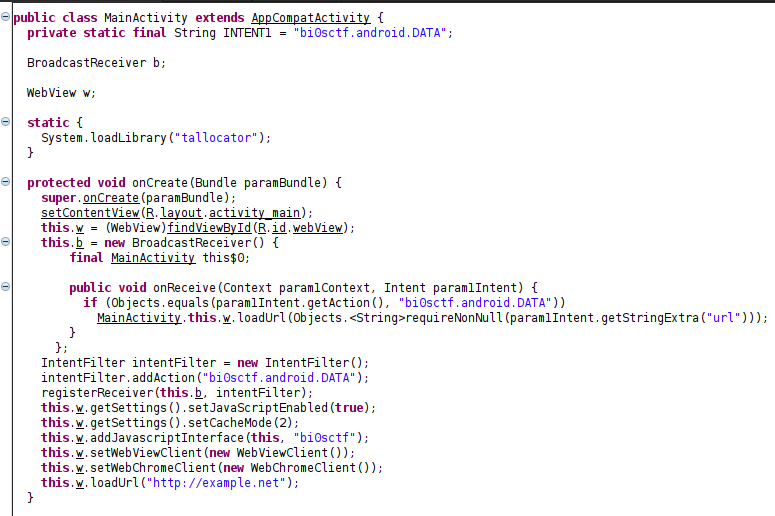 public class MainActivity extends AppCompatActivity {
private static final String INTENT1 = "bi0sctf.android.DATA";
BroadcastReceiver b;
WebView w;
static {
System.loadLibrary("tallocator");
}
protected void onCreate(Bundle paramBundle) {
super.onCreate(paramBundle);
setContentView(R.layout.activity_main);
this.w = (WebView)findViewById(R.id.webView);
this.b = new BroadcastReceiver() {
final MainActivity this$0;
public void onReceive(Context param1Context, Intent param1Intent) {
if (Objects.equals(param1Intent.getAction(), "bi0sctf.android.DATA"))
MainActivity.this.w.loadUrl(Objects.<String>requireNonNull(param1Intent.getStringExtra("url")));
}
};
IntentFilter intentFilter = new IntentFilter();
intentFilter.addAction("bi0sctf.android.DATA");
registerReceiver(this.b, intentFilter);
this.w.getSettings().setJavaScriptEnabled(true);
this.w.getSettings().setCacheMode(2);
this.w.addJavascriptInterface(this, "bi0sctf");
this.w.setWebViewClient(new WebViewClient());
this.w.setWebChromeClient(new WebChromeClient());
this.w.loadUrl("http://example.net");
}